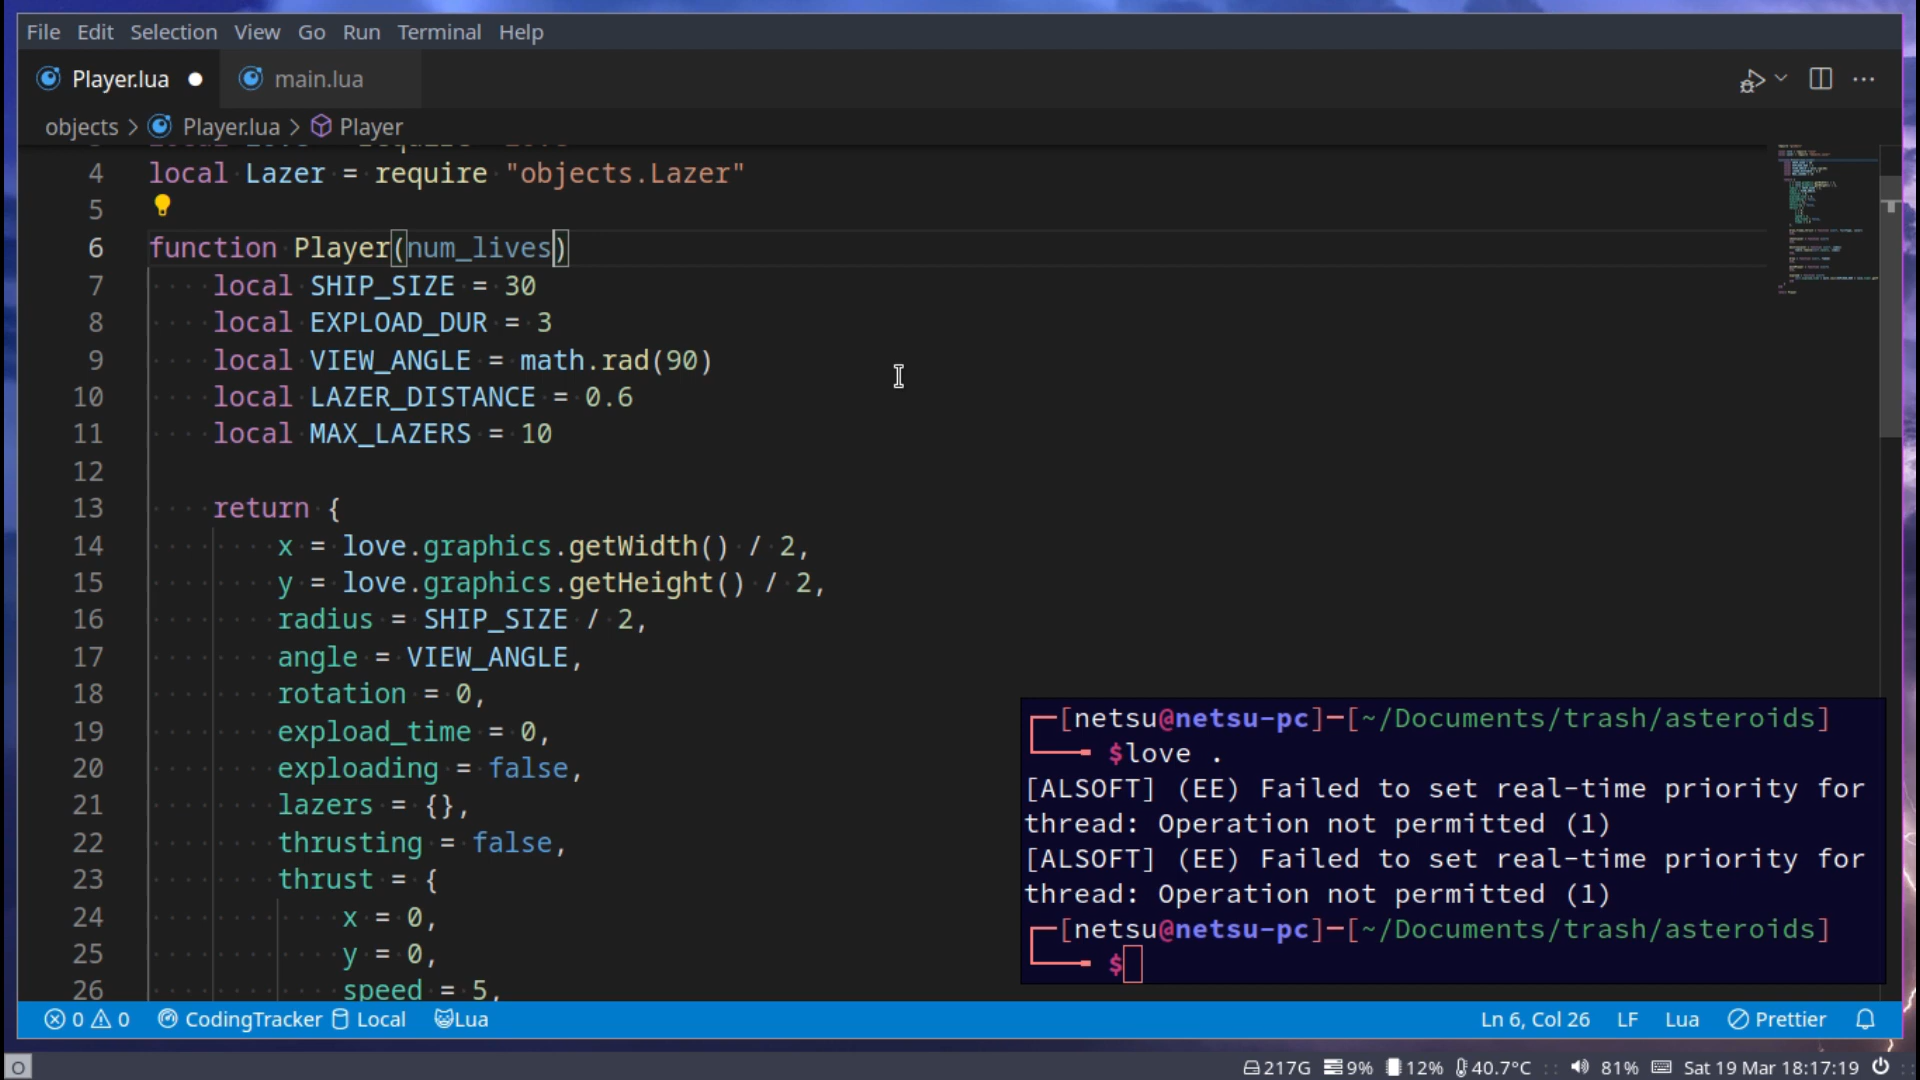 File Edit Selection View Go Run Terminal Help
Player.lua main.lua
objects > Player.lua > Player
4 local Lazer = require "objects.Lazer"
5
6 function Player(num_lives)
7 local SHIP_SIZE = 30
8 local EXPLOAD_DUR = 3
9 local VIEW_ANGLE = math.rad(90)
10 local LAZER_DISTANCE = 0.6
11 local MAX_LAZERS = 10
12
13 return {
14 x = love.graphics.getWidth() / 2,
15 y = love.graphics.getHeight() / 2,
16 radius = SHIP_SIZE / 2,
17 angle = VIEW_ANGLE,
18 rotation = 0,
19 expload_time = 0,
20 exploading = false,
21 lazers = {},
22 thrusting = false,
23 thrust = {
24 x = 0,
25 y = 0,
26 speed = 5,
[netsu@netsu-pc]-[~/Documents/trash/asteroids]
$love .
[ALSOFT] (EE) Failed to set real-time priority for
thread: Operation not permitted (1)
[ALSOFT] (EE) Failed to set real-time priority for
thread: Operation not permitted (1)
[netsu@netsu-pc]-[~/Documents/trash/asteroids]
$
0 0 CodingTracker Local Lua Ln 6, Col 26 LF Lua Prettier
217G 9% 12% 40.7°C 81% Sat 19 Mar 18:17:19